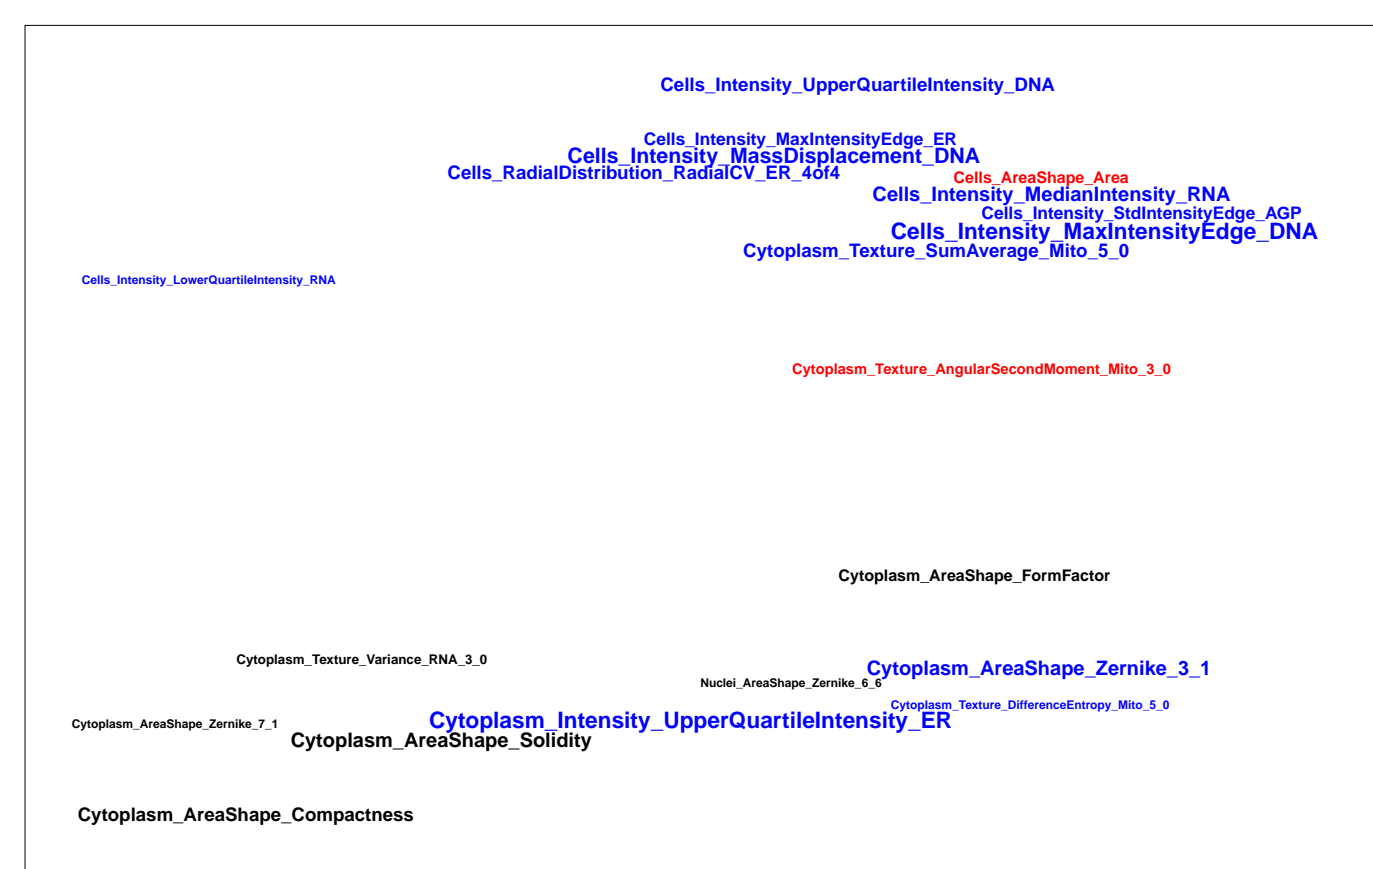 Cells_Intensity_UpperQuartileIntensity_DNA
Cells_Intensity_MaxIntensityEdge_ER
Cells_Intensity_MassDisplacement_DNA
Cells_RadialDistribution_RadialCV_ER_4of4
Cells_AreaShape_Area
Cells_Intensity_MedianIntensity_RNA
Cells_Intensity_StdIntensityEdge_AGP
Cells_Intensity_MaxIntensityEdge_DNA
Cytoplasm_Texture_SumAverage_Mito_5_0
Cells_Intensity_LowerQuartileIntensity_RNA
Cytoplasm_Texture_AngularSecondMoment_Mito_3_0
Cytoplasm_AreaShape_FormFactor
Cytoplasm_Texture_Variance_RNA_3_0
Cytoplasm_AreaShape_Zernike_3_1
Nuclei_AreaShape_Zernike_6_6
Cytoplasm_Texture_DifferenceEntropy_Mito_5_0
Cytoplasm_AreaShape_Zernike_7_1
Cytoplasm_Intensity_UpperQuartileIntensity_ER
Cytoplasm_AreaShape_Solidity
Cytoplasm_AreaShape_Compactness